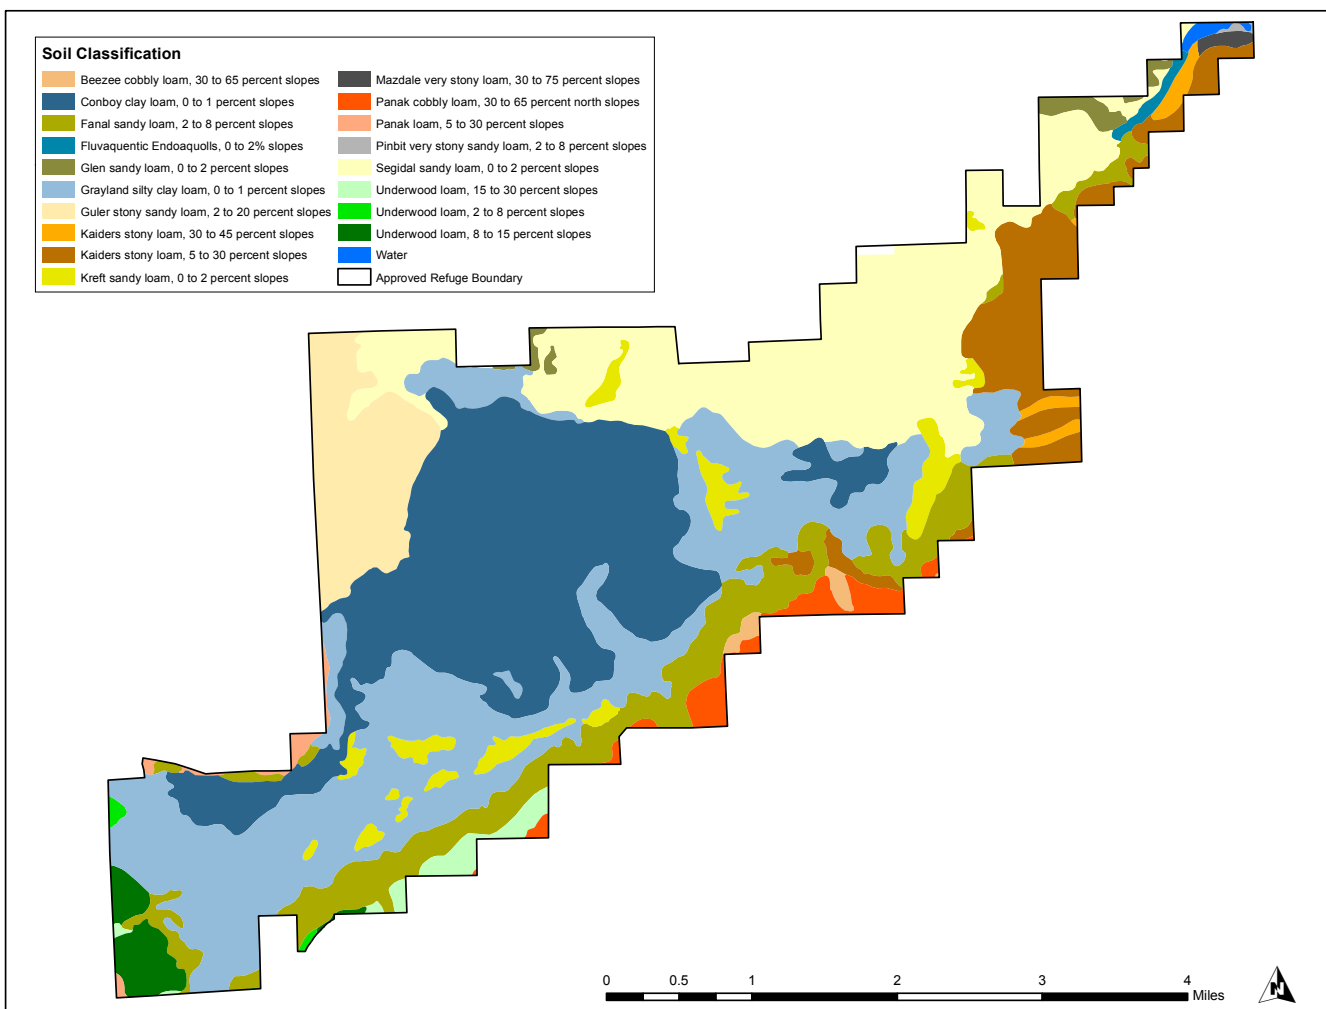 Soil Classification
Beezee cobbly loam, 30 to 65 percent slopes
Conboy clay loam, 0 to 1 percent slopes
Fanal sandy loam, 2 to 8 percent slopes
Fluvaquentic Endoaquolls, 0 to 2% slopes
Glen sandy loam, 0 to 2 percent slopes
Grayland silty clay loam, 0 to 1 percent slopes
Guler stony sandy loam, 2 to 20 percent slopes
Kaiders stony loam, 30 to 45 percent slopes
Kaiders stony loam, 5 to 30 percent slopes
Kreft sandy loam, 0 to 2 percent slopes
Mazdale very stony loam, 30 to 75 percent slopes
Panak cobbly loam, 30 to 65 percent north slopes
Panak loam, 5 to 30 percent slopes
Pinbit very stony sandy loam, 2 to 8 percent slopes
Segidal sandy loam, 0 to 2 percent slopes
Underwood loam, 15 to 30 percent slopes
Underwood loam, 2 to 8 percent slopes
Underwood loam, 8 to 15 percent slopes
Water
Approved Refuge Boundary
0 0.5 1 2 3 4
Miles
N